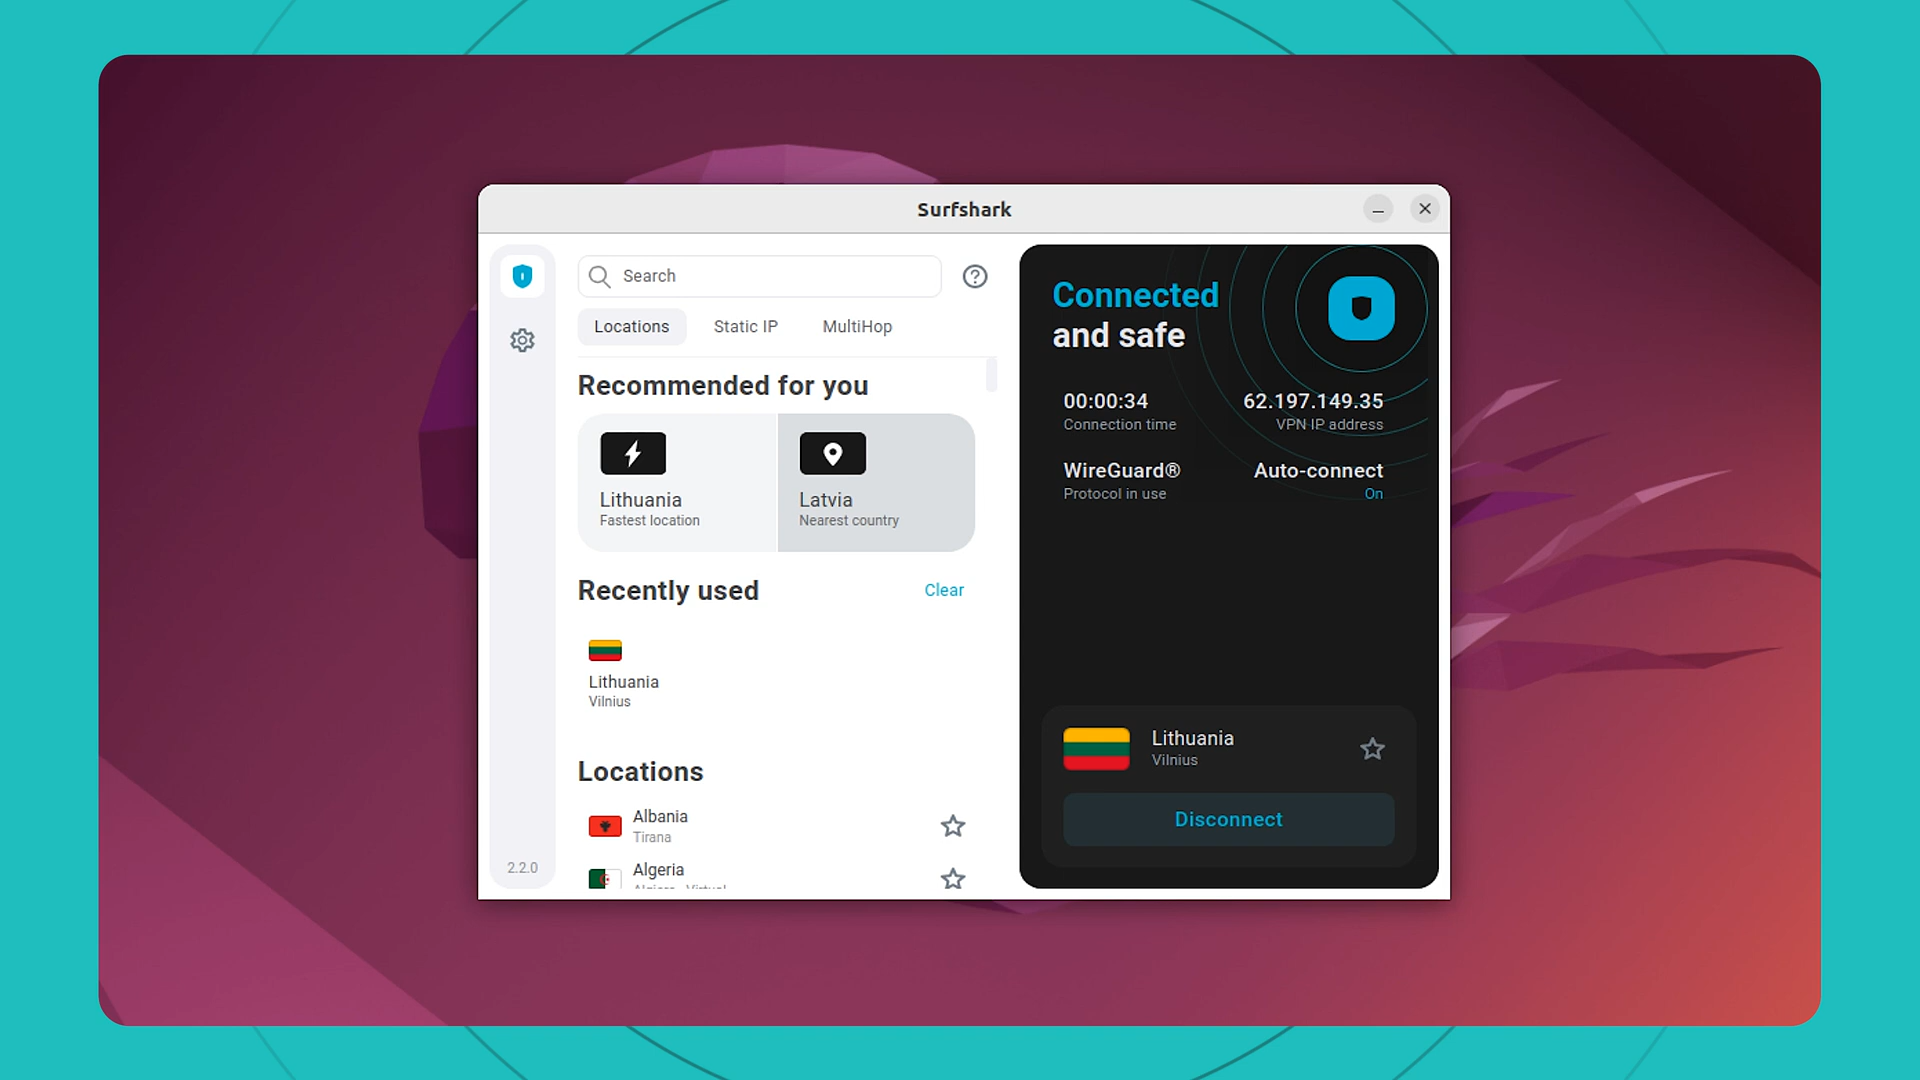 Surfshark
Search
Locations
Static IP
MultiHop
Recommended for you
Lithuania
Fastest location
Latvia
Nearest country
Recently used
Clear
Lithuania
Vilnius
Locations
Albania
Tirana
Algeria
2.2.0
Connected
and safe
00:00:34
Connection time
62.197.149.35
VPN IP address
WireGuard®
Protocol in use
Auto-connect
On
Lithuania
Vilnius
Disconnect